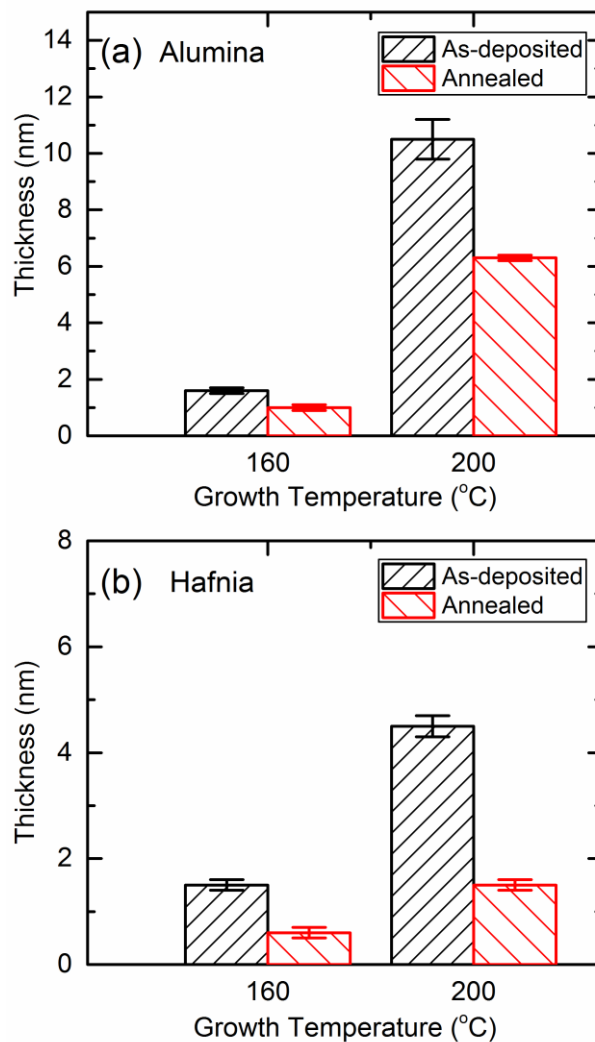 (a) Alumina
As-deposited
Annealed
14
12
10
8
6
4
2
0
Thickness (nm)
160 200
Growth Temperature (°C)
(b) Hafnia
As-deposited
Annealed
8
6
4
2
0
Thickness (nm)
160 200
Growth Temperature (°C)